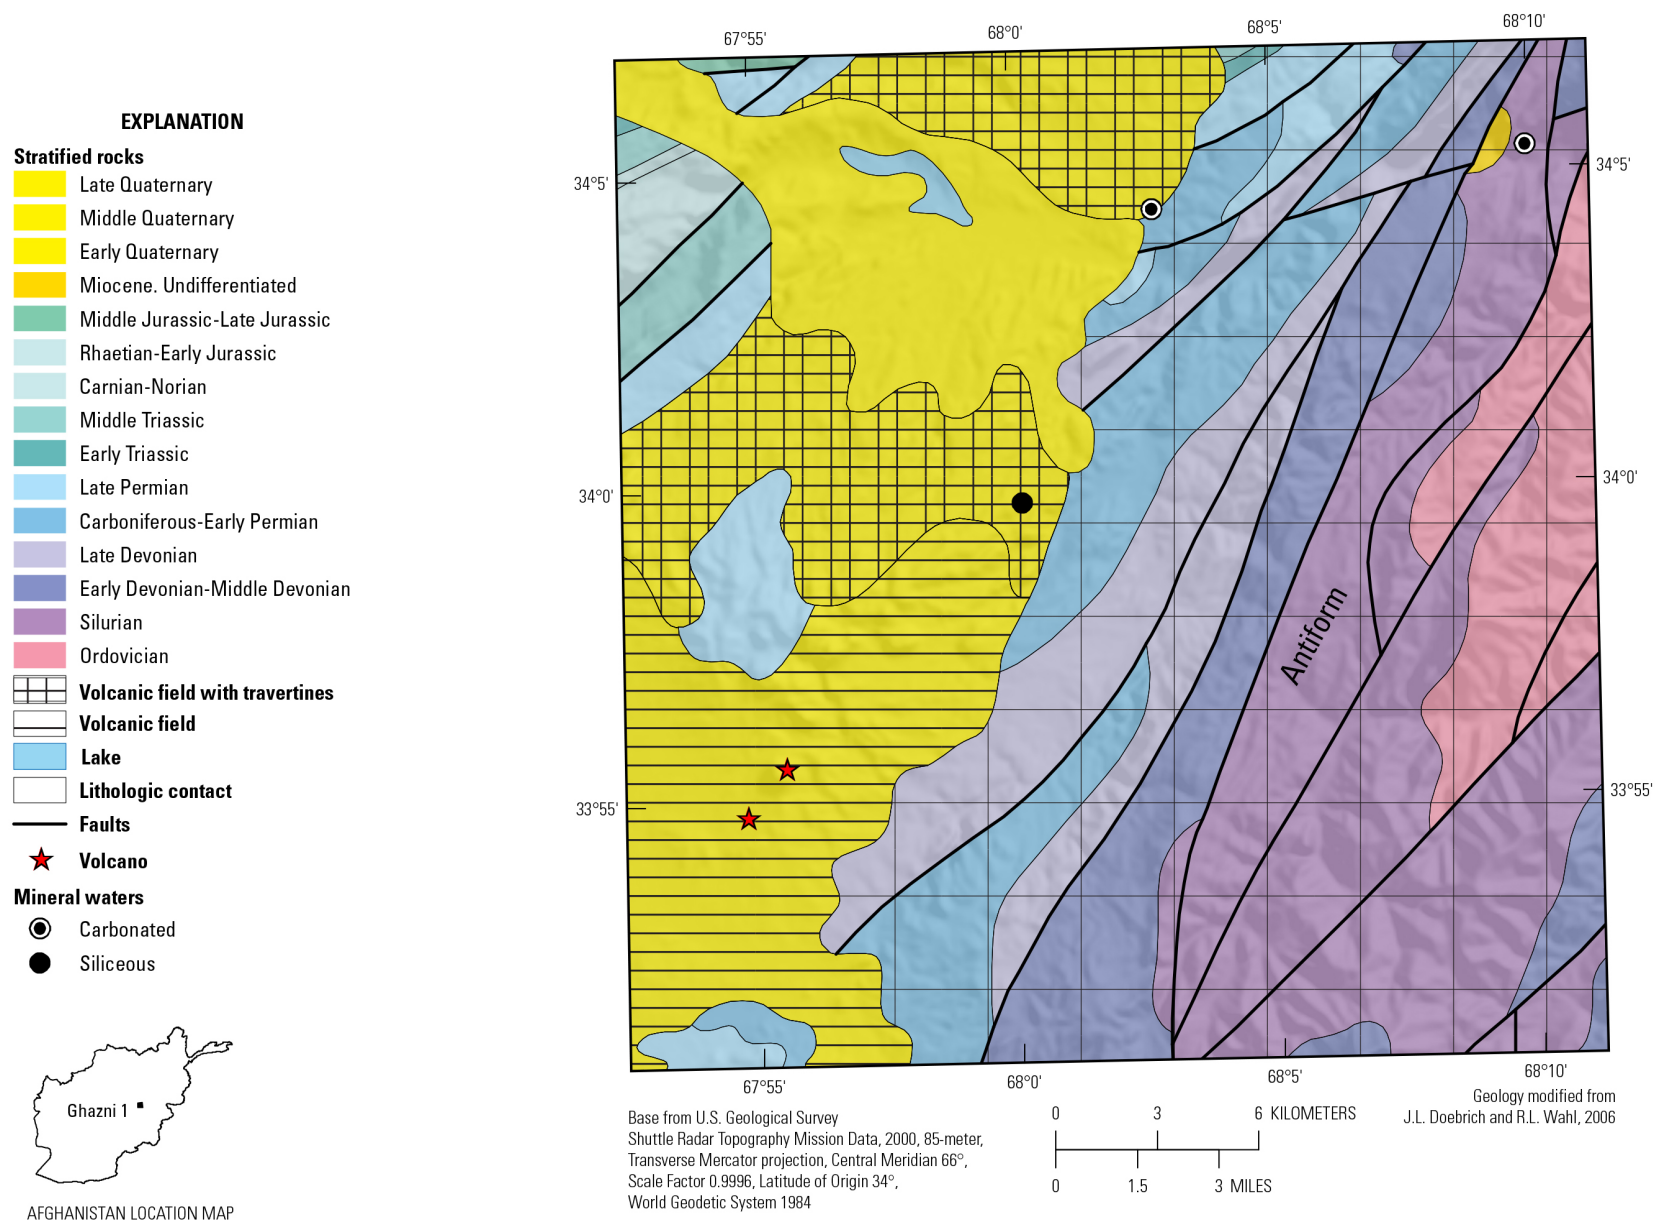 67°55'
68°0'
68°5'
68°10'
EXPLANATION
Stratified rocks
Late Quaternary
Middle Quaternary
Early Quaternary
Miocene. Undifferentiated
Middle Jurassic-Late Jurassic
Rhaetian-Early Jurassic
Carnian-Norian
Middle Triassic
Early Triassic
Late Permian
Carboniferous-Early Permian
Late Devonian
Early Devonian-Middle Devonian
Silurian
Ordovician
Volcanic field with travertines
Volcanic field
Lake
Lithologic contact
Faults
Volcano
Mineral waters
Carbonated
Siliceous
Ghazni 1
AFGHANISTAN LOCATION MAP
34°5'
34°0'
33°55'
Antiform
34°5'
34°0'
33°55'
67°55'
68°0'
68°5'
68°10'
Base from U.S. Geological Survey
Shuttle Radar Topography Mission Data, 2000, 85-meter,
Transverse Mercator projection, Central Meridian 66°,
Scale Factor 0.9996, Latitude of Origin 34°,
World Geodetic System 1984
0 3 6 KILOMETERS
0 1.5 3 MILES
Geology modified from
J.L. Doebrich and R.L. Wahl, 2006